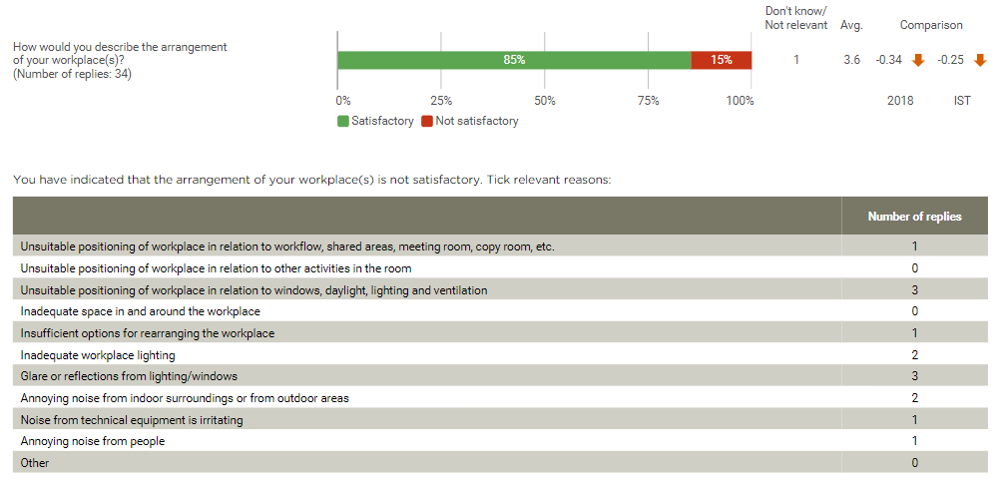 Don't know/
Not relevant Avg. Comparison
How would you describe the arrangement
of your workplace(s)?
(Number of replies: 34)
85% 15% 1 3.6 -0.34 -0.25
0% 25% 50% 75% 100% 2018 IST
Satisfactory Not satisfactory
You have indicated that the arrangement of your workplace(s) is not satisfactory. Tick relevant reasons:
Number of replies
Unsuitable positioning of workplace in relation to workflow, shared areas, meeting room, copy room, etc. 1
Unsuitable positioning of workplace in relation to other activities in the room 0
Unsuitable positioning of workplace in relation to windows, daylight, lighting and ventilation 3
Inadequate space in and around the workplace 0
Insufficient options for rearranging the workplace 1
Inadequate workplace lighting 2
Glare or reflections from lighting/windows 3
Annoying noise from indoor surroundings or from outdoor areas 2
Noise from technical equipment is irritating 1
Annoying noise from people 1
Other 0